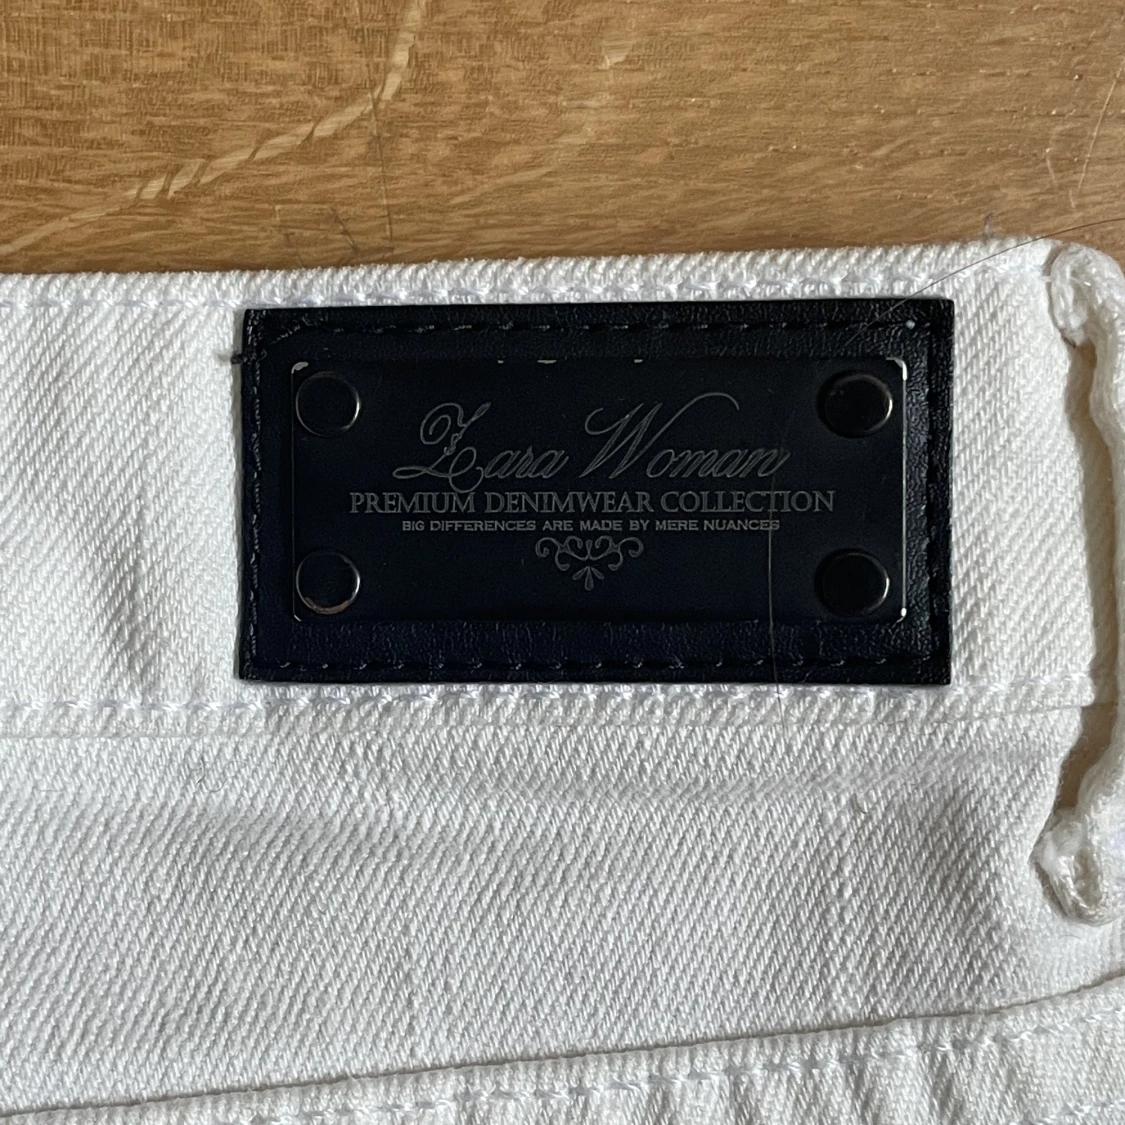 Zara Woman
PREMIUM DENIMWEAR COLLECTION
BIG DIFFERENCES ARE MADE BY MERE NUANCES